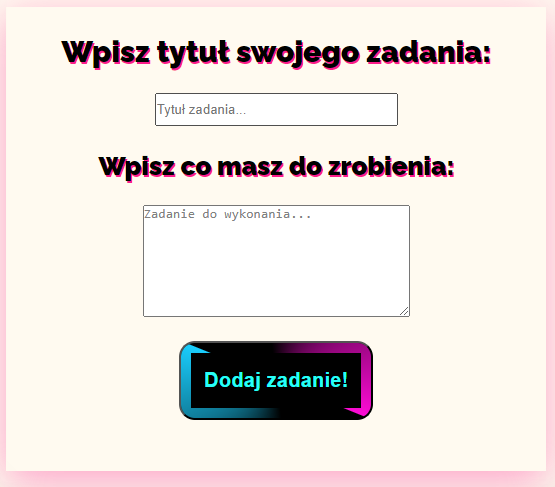 Wpisz tytuł swojego zadania:
Tytuł zadania...
Wpisz co masz do zrobienia:
Zadanie do wykonania...
Dodaj zadanie!